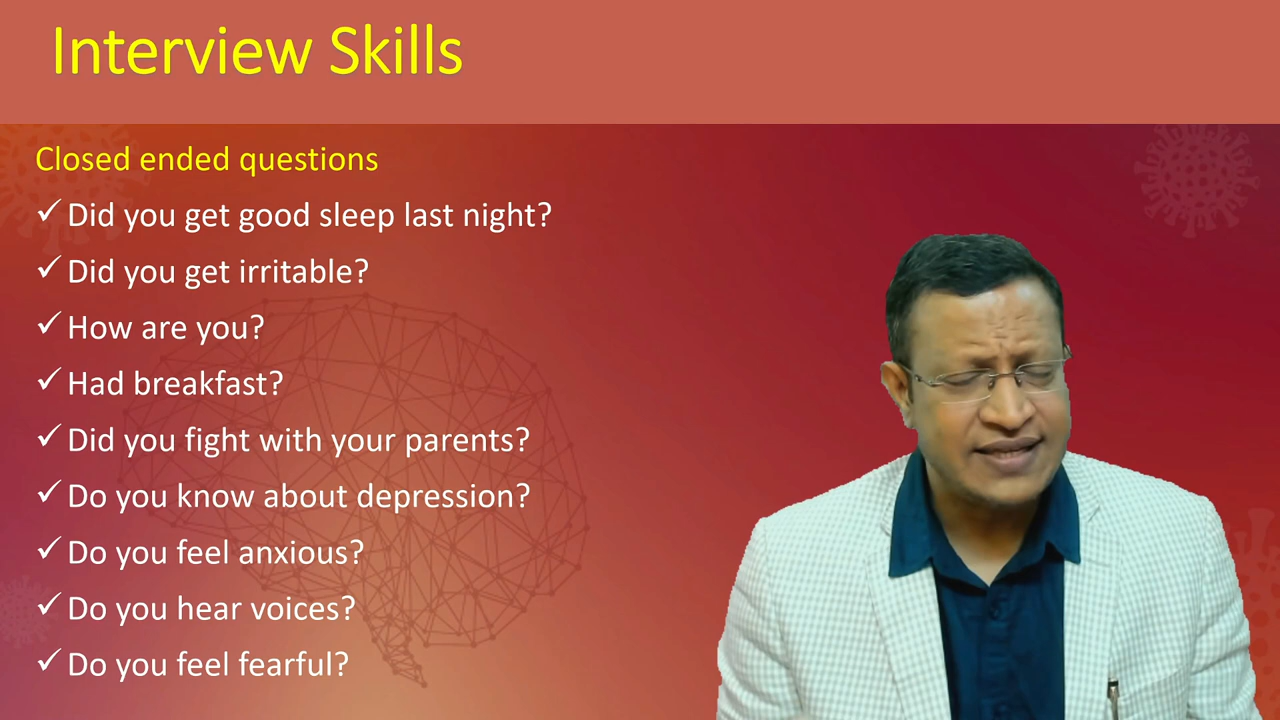 Interview Skills
Closed ended questions
✓ Did you get good sleep last night?
✓ Did you get irritable?
✓ How are you?
✓ Had breakfast?
✓ Did you fight with your parents?
✓ Do you know about depression?
✓ Do you feel anxious?
✓ Do you hear voices?
✓ Do you feel fearful?